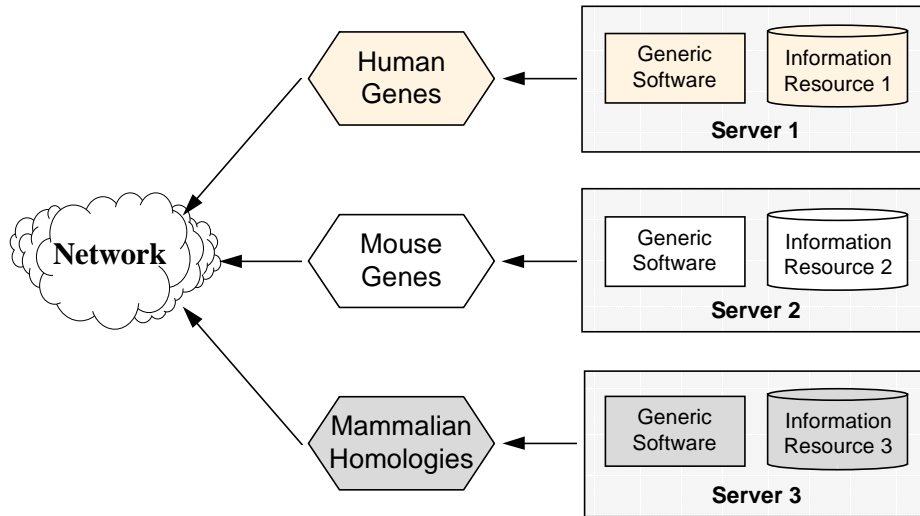 Human
Genes
Generic
Software
Information
Resource 1
Server 1
Network
Mouse
Genes
Generic
Software
Information
Resource 2
Server 2
Mammalian
Homologies
Generic
Software
Information
Resource 3
Server 3